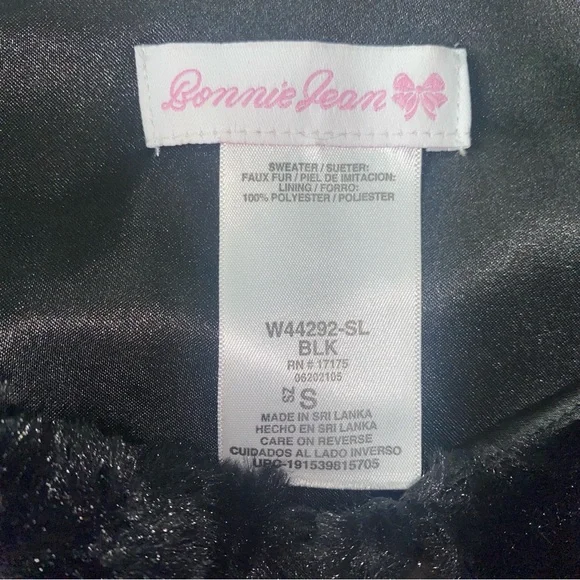 Bonnie Jean
SWEATER / SUETER:
FAUX FUR / PIEL DE IMITACION:
LINING / FORRO:
100% POLYESTER / POLIESTER
W44292-SL
BLK
RN # 17175
06202105
SZ S
MADE IN SRI LANKA
HECHO EN SRI LANKA
CARE ON REVERSE
CUIDADOS AL LADO INVERSO
UPC-191539815705